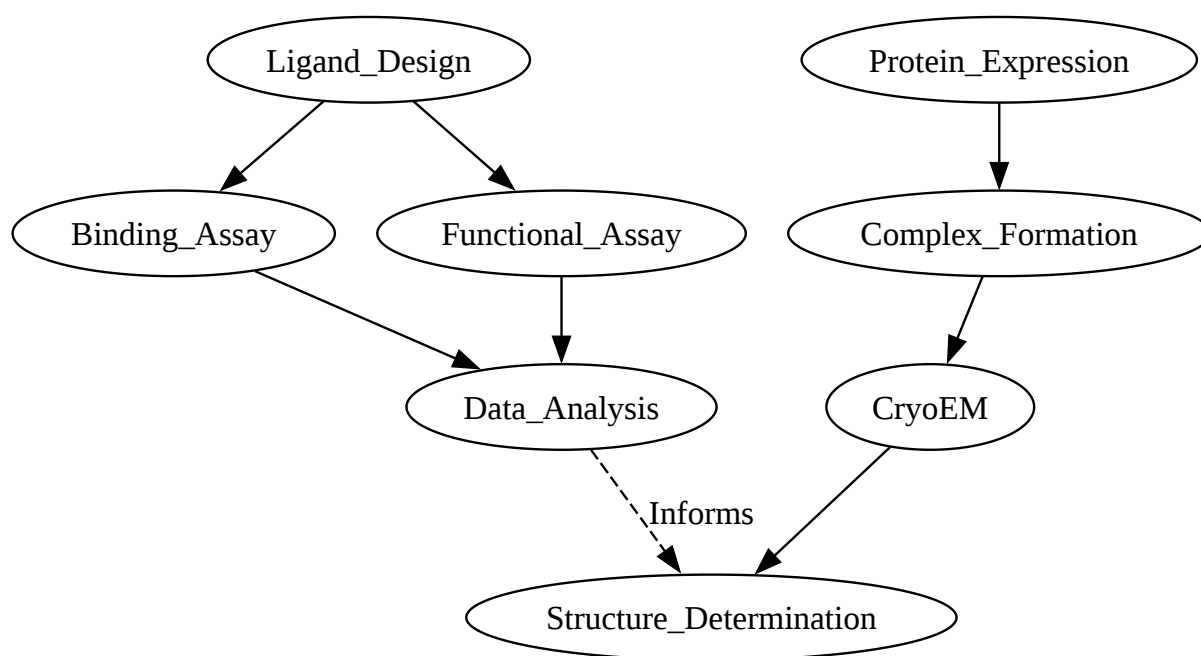 Ligand_Design
Protein_Expression
Binding_Assay
Functional_Assay
Complex_Formation
Data_Analysis
CryoEM
Informs
Structure_Determination